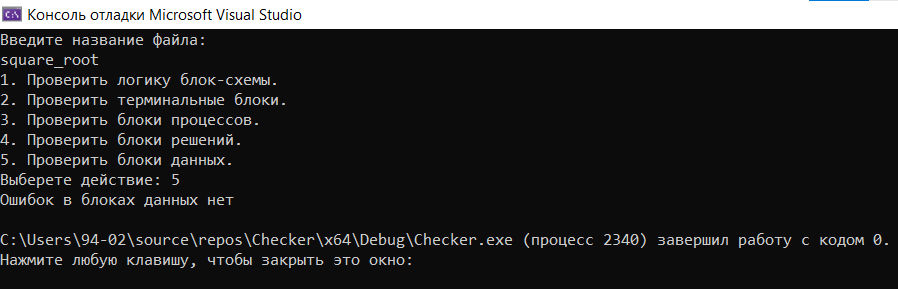 Консоль отладки Microsoft Visual Studio
Введите название файла:
square_root
1. Проверить логику блок-схемы.
2. Проверить терминальные блоки.
3. Проверить блоки процессов.
4. Проверить блоки решений.
5. Проверить блоки данных.
Выберете действие: 5
Ошибок в блоках данных нет
C:\Users\94-02\source\repos\Checker\x64\Debug\Checker.exe (процесс 2340) завершил работу с кодом 0.
Нажмите любую клавишу, чтобы закрыть это окно: